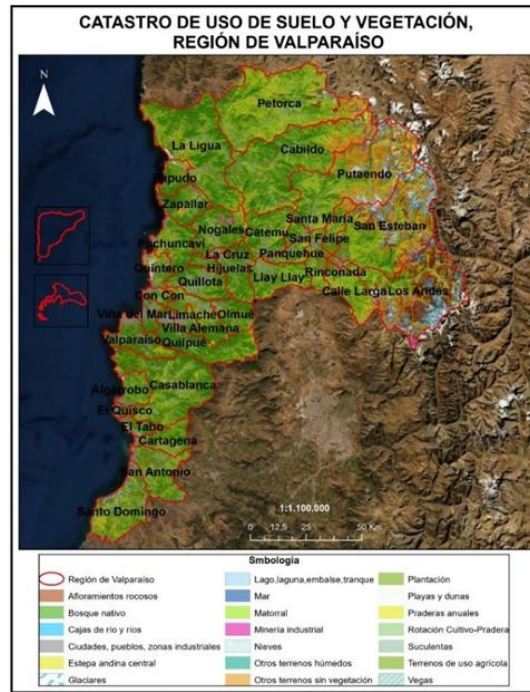 CATASTRO DE USO DE SUELO Y VEGETACIÓN,
REGIÓN DE VALPARAÍSO
N
Petorca
La Ligua
Cabildo
Papudo
Putaendo
Zapallar
Santa María
San Esteban
Nogales
Catemu
San Felipe
Puchuncaví
La Cruz
Panquehue
Quintero
Hijuelas
Rinconada
Quillota
Llay Llay
Calle Larga
Los Andes
Con Con
Viña del Mar
Limache
Olmue
Villa Alemana
Valparaíso
Quilpué
Casablanca
Algarrobo
El Quisco
El Tabo
Cartagena
San Antonio
1:1.100.000
Santo Domingo
0 12,5 25 50 Km
Smbología
Región de Valparaíso
Afloramientos rocosos
Bosque nativo
Cajas de río y ríos
Ciudades, pueblos, zonas industriales
Estepa andina central
Glaciares
Lago,laguna,embalse,tranque
Mar
Matorral
Minería industrial
Nieves
Otros terrenos húmedos
Otros terrenos sin vegetación
Plantación
Playas y dunas
Praderas anuales
Rotación Cultivo-Pradera
Suculentas
Terrenos de uso agrícola
Vegas